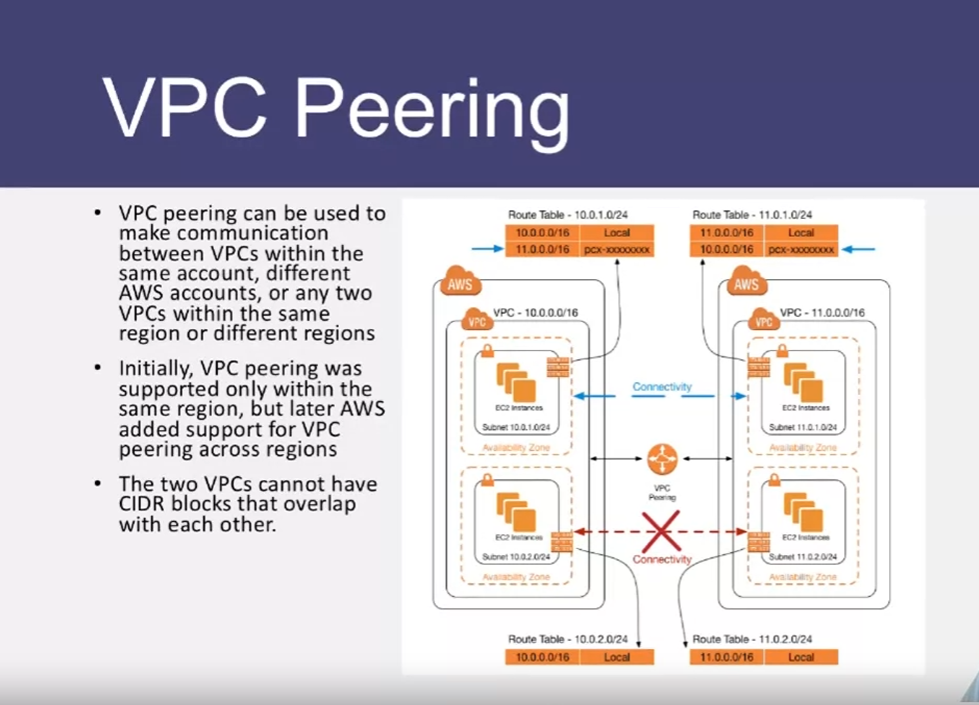 VPC Peering
• VPC peering can be used to
make communication
between VPCs within the
same account, different
AWS accounts, or any two
VPCs within the same
region or different regions
• Initially, VPC peering was
supported only within the
same region, but later AWS
added support for VPC
peering across regions
• The two VPCs cannot have
CIDR blocks that overlap
with each other.
Route Table - 10.0.1.0/24
10.0.0.0/16 Local
11.0.0.0/16 pcx-xxxxxxxx
Route Table - 11.0.1.0/24
11.0.0.0/16 Local
10.0.0.0/16 pcx-xxxxxxxx
AWS
VPC
VPC - 10.0.0.0/16
EC2 Instances
Subnet 10.0.1.0/24
Availability Zone
EC2 Instances
Subnet 10.0.2.0/24
Availability Zone
Connectivity
VPC
Peering
Connectivity
AWS
VPC
VPC - 11.0.0.0/16
EC2 Instances
Subnet 11.0.1.0/24
Availability Zone
EC2 Instances
Subnet 11.0.2.0/24
Availability Zone
Route Table - 10.0.2.0/24
10.0.0.0/16 Local
Route Table - 11.0.2.0/24
11.0.0.0/16 Local